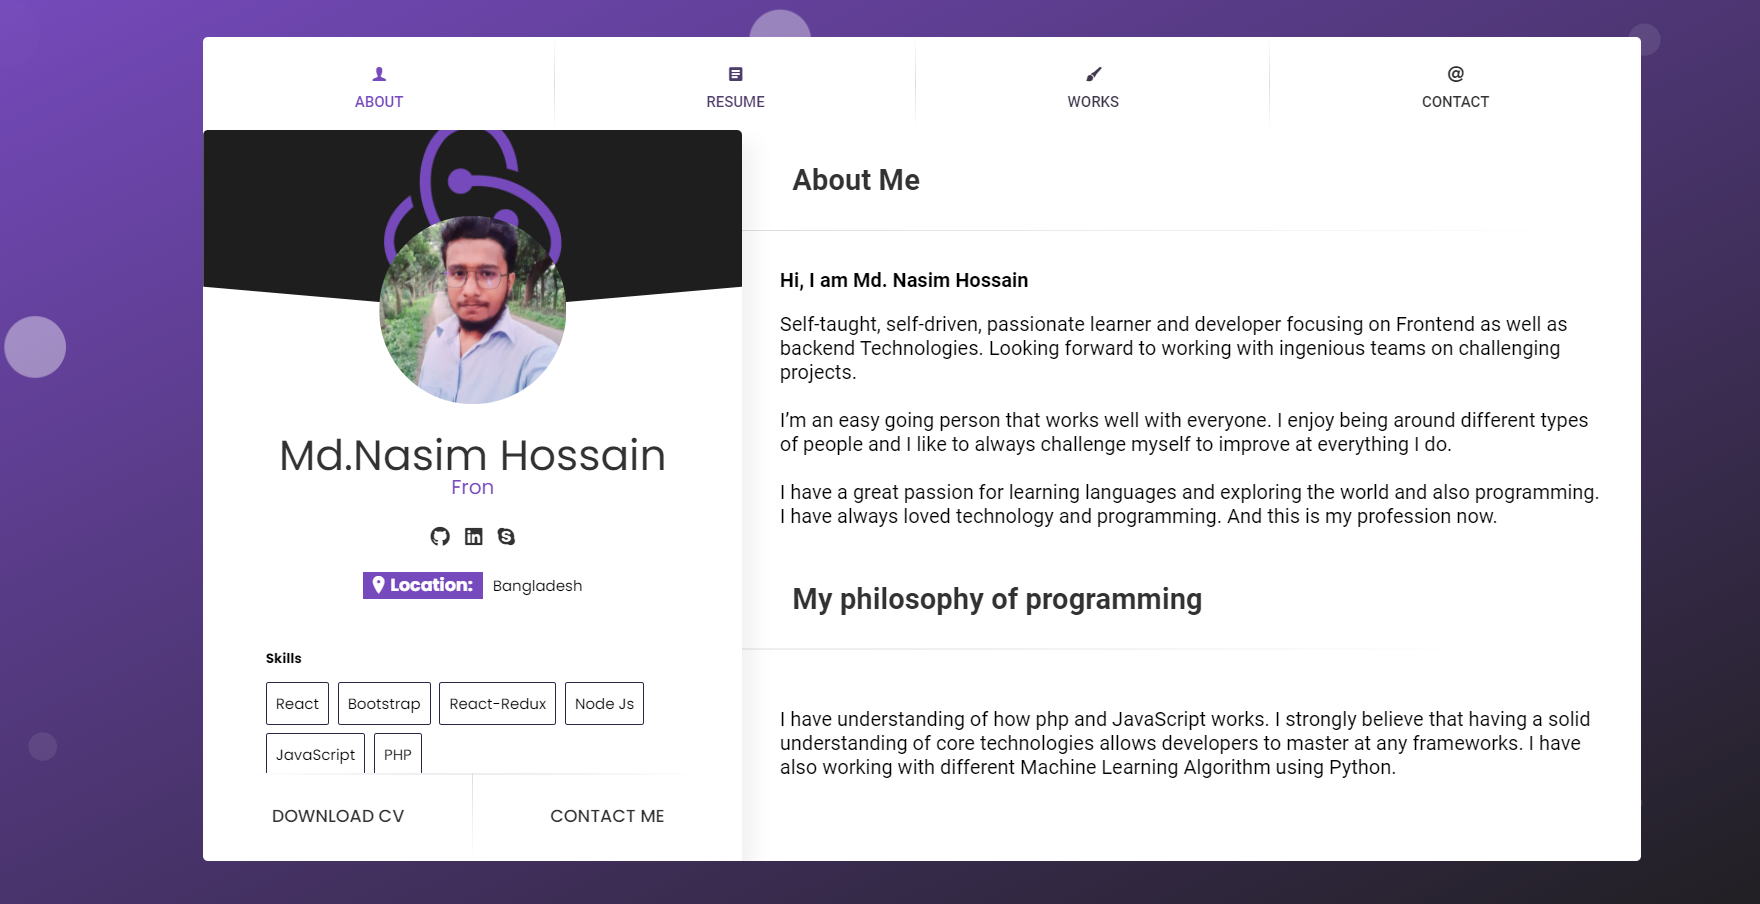 ABOUT
RESUME
WORKS
CONTACT
Md.Nasim Hossain
Fron
Location: Bangladesh
Skills
React Bootstrap React-Redux Node Js
JavaScript PHP
DOWNLOAD CV
CONTACT ME
About Me
Hi, I am Md. Nasim Hossain
Self-taught, self-driven, passionate learner and developer focusing on Frontend as well as
backend Technologies. Looking forward to working with ingenious teams on challenging
projects.
I’m an easy going person that works well with everyone. I enjoy being around different types
of people and I like to always challenge myself to improve at everything I do.
I have a great passion for learning languages and exploring the world and also programming.
I have always loved technology and programming. And this is my profession now.
My philosophy of programming
I have understanding of how php and JavaScript works. I strongly believe that having a solid
understanding of core technologies allows developers to master at any frameworks. I have
also working with different Machine Learning Algorithm using Python.